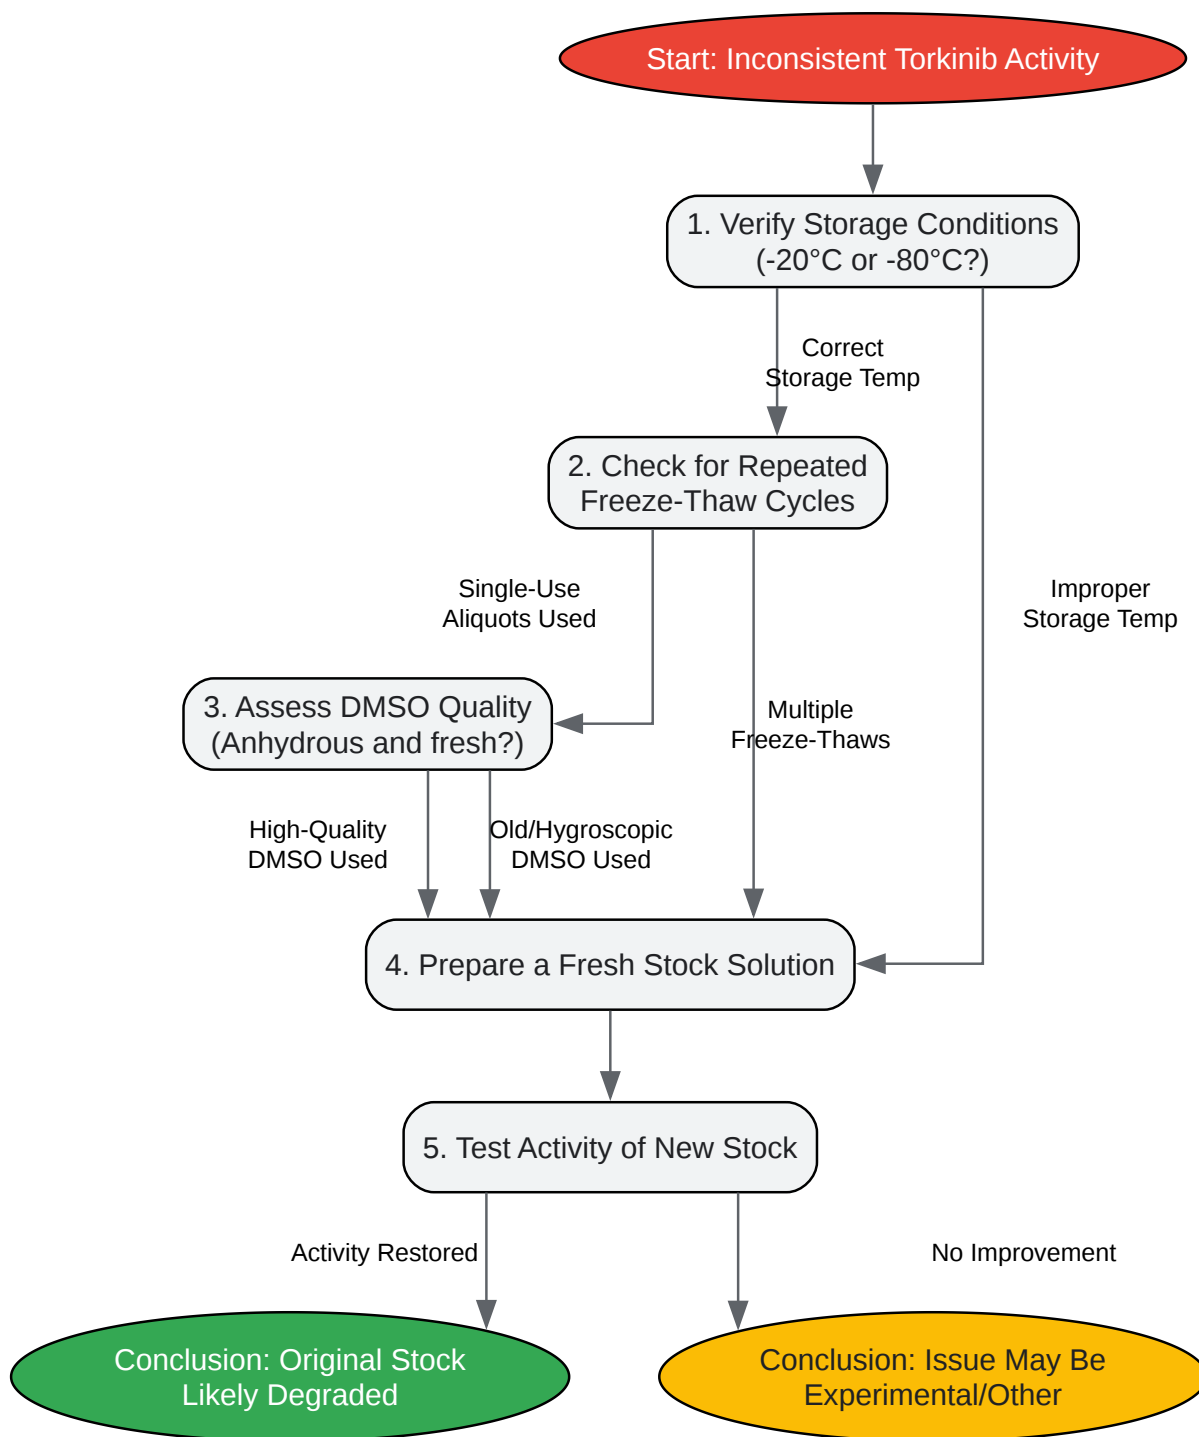 Start: Inconsistent Torkinib Activity
1. Verify Storage Conditions
(-20°C or -80°C?)
Correct
Storage Temp
2. Check for Repeated
Freeze-Thaw Cycles
Single-Use
Aliquots Used
Improper
Storage Temp
3. Assess DMSO Quality
(Anhydrous and fresh?)
Multiple
Freeze-Thaws
High-Quality
DMSO Used
Old/Hygroscopic
DMSO Used
4. Prepare a Fresh Stock Solution
5. Test Activity of New Stock
Activity Restored
No Improvement
Conclusion: Original Stock
Likely Degraded
Conclusion: Issue May Be
Experimental/Other